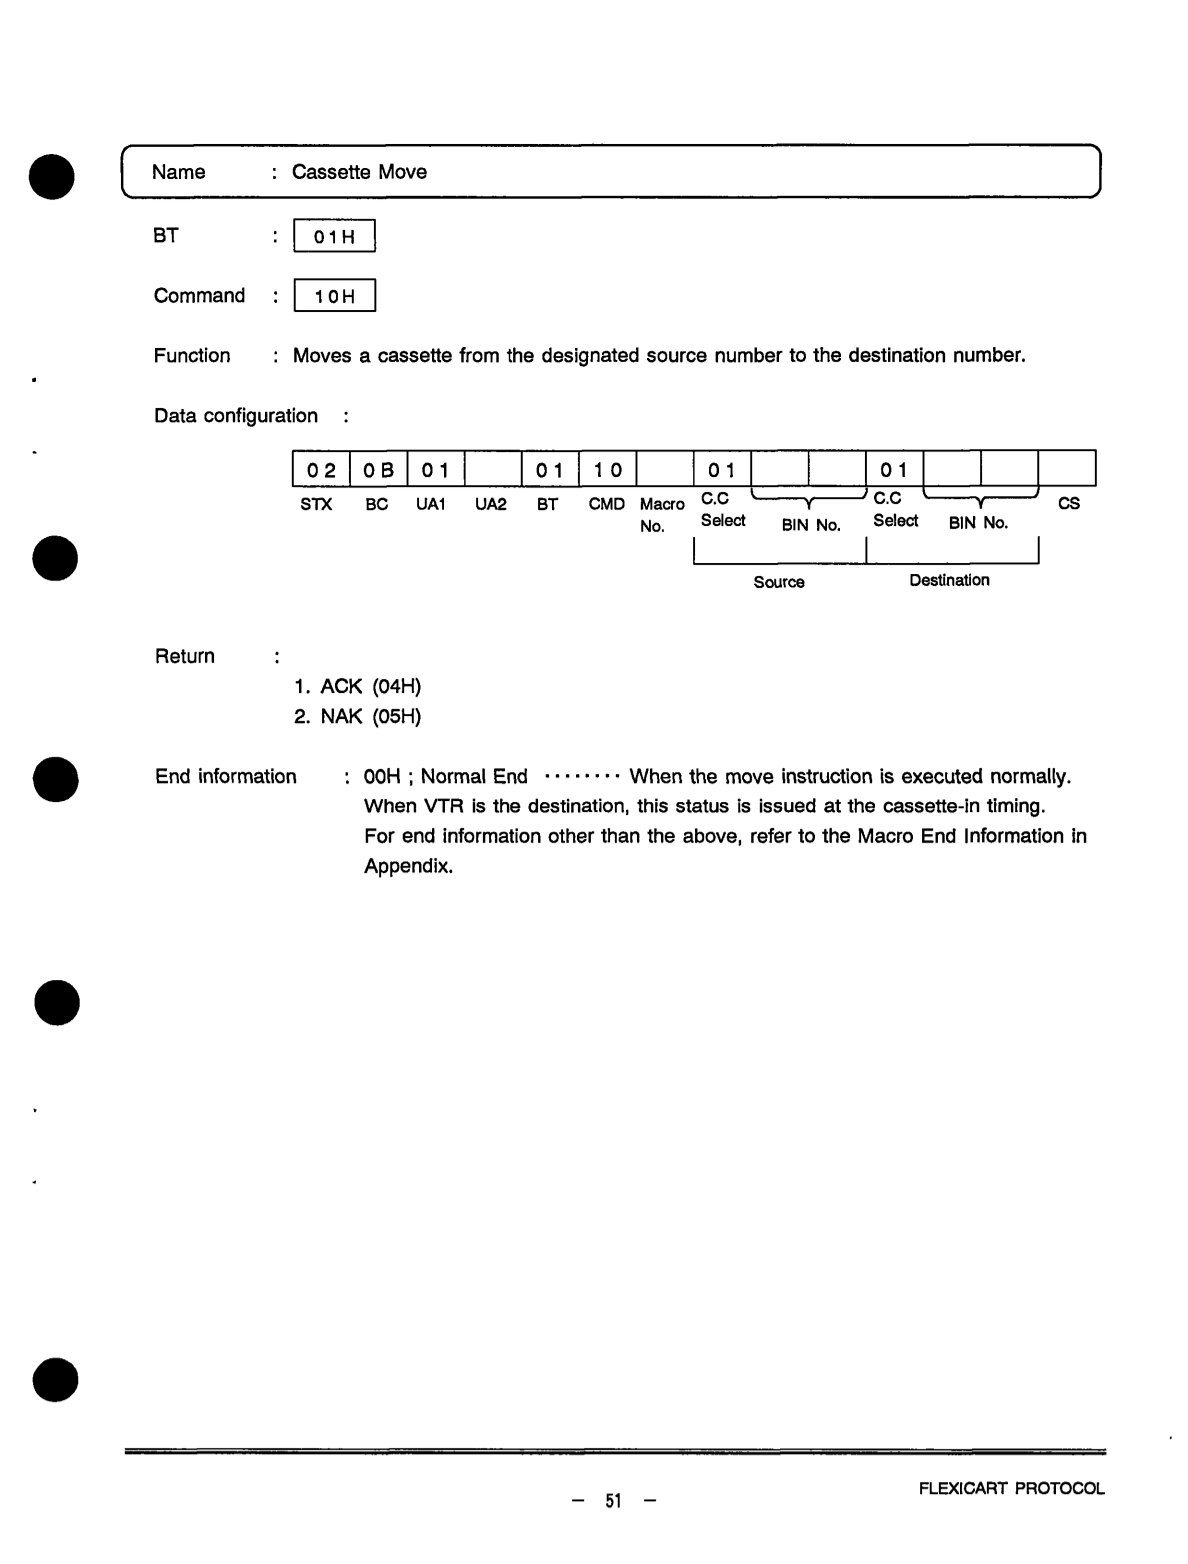 Name : Cassette Move
BT : 01H
Command : 10H
Function : Moves a cassette from the designated source number to the destination number.
Data configuration :
02 0B 01 01 10 01 01
STX BC UA1 UA2 BT CMD Macro No. C.C Select BIN No. C.C Select BIN No. CS
Source Destination
Return :
1. ACK (04H)
2. NAK (05H)
End information : 00H ; Normal End ········ When the move instruction is executed normally.
When VTR is the destination, this status is issued at the cassette-in timing.
For end information other than the above, refer to the Macro End Information in
Appendix.
FLEXICART PROTOCOL
— 51 —